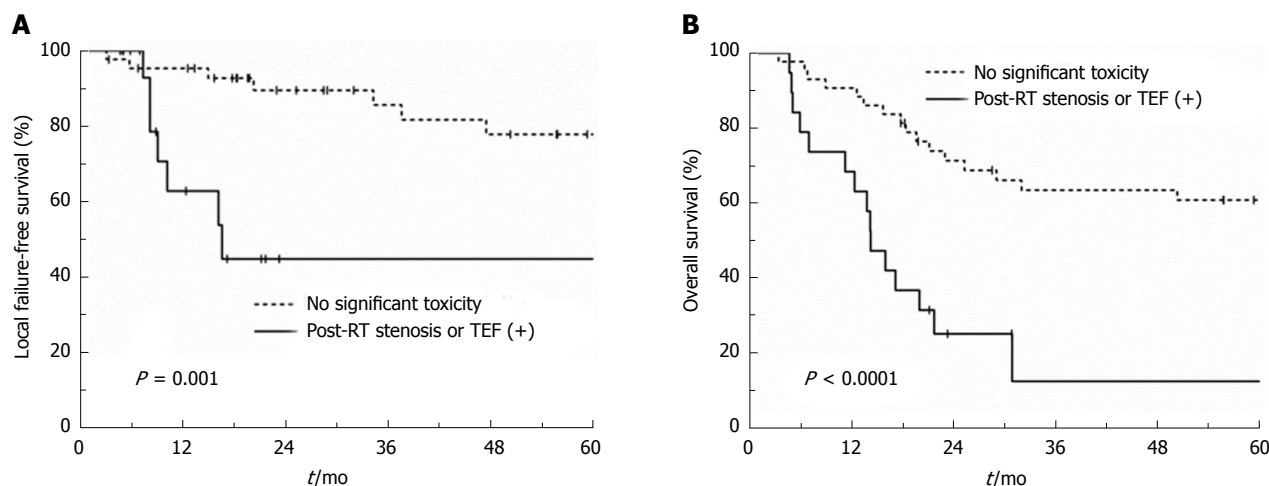 A
Local failure-free survival (%)
100
80
60
40
20
0
No significant toxicity
Post-RT stenosis or TEF (+)
P = 0.001
0 12 24 36 48 60
t/mo
B
Overall survival (%)
100
80
60
40
20
0
No significant toxicity
Post-RT stenosis or TEF (+)
P < 0.0001
0 12 24 36 48 60
t/mo